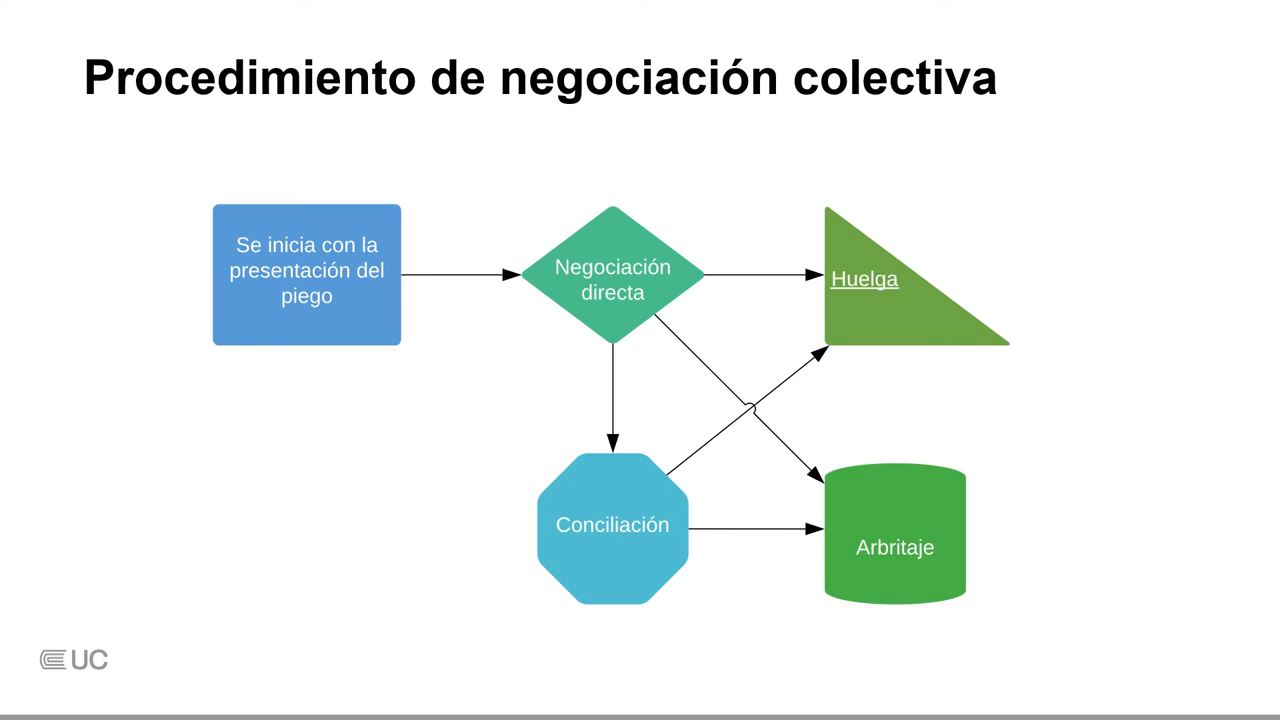 Procedimiento de negociación colectiva
Se inicia con la
presentación del
piego
Negociación
directa
Huelga
Conciliación
Arbritaje
UC